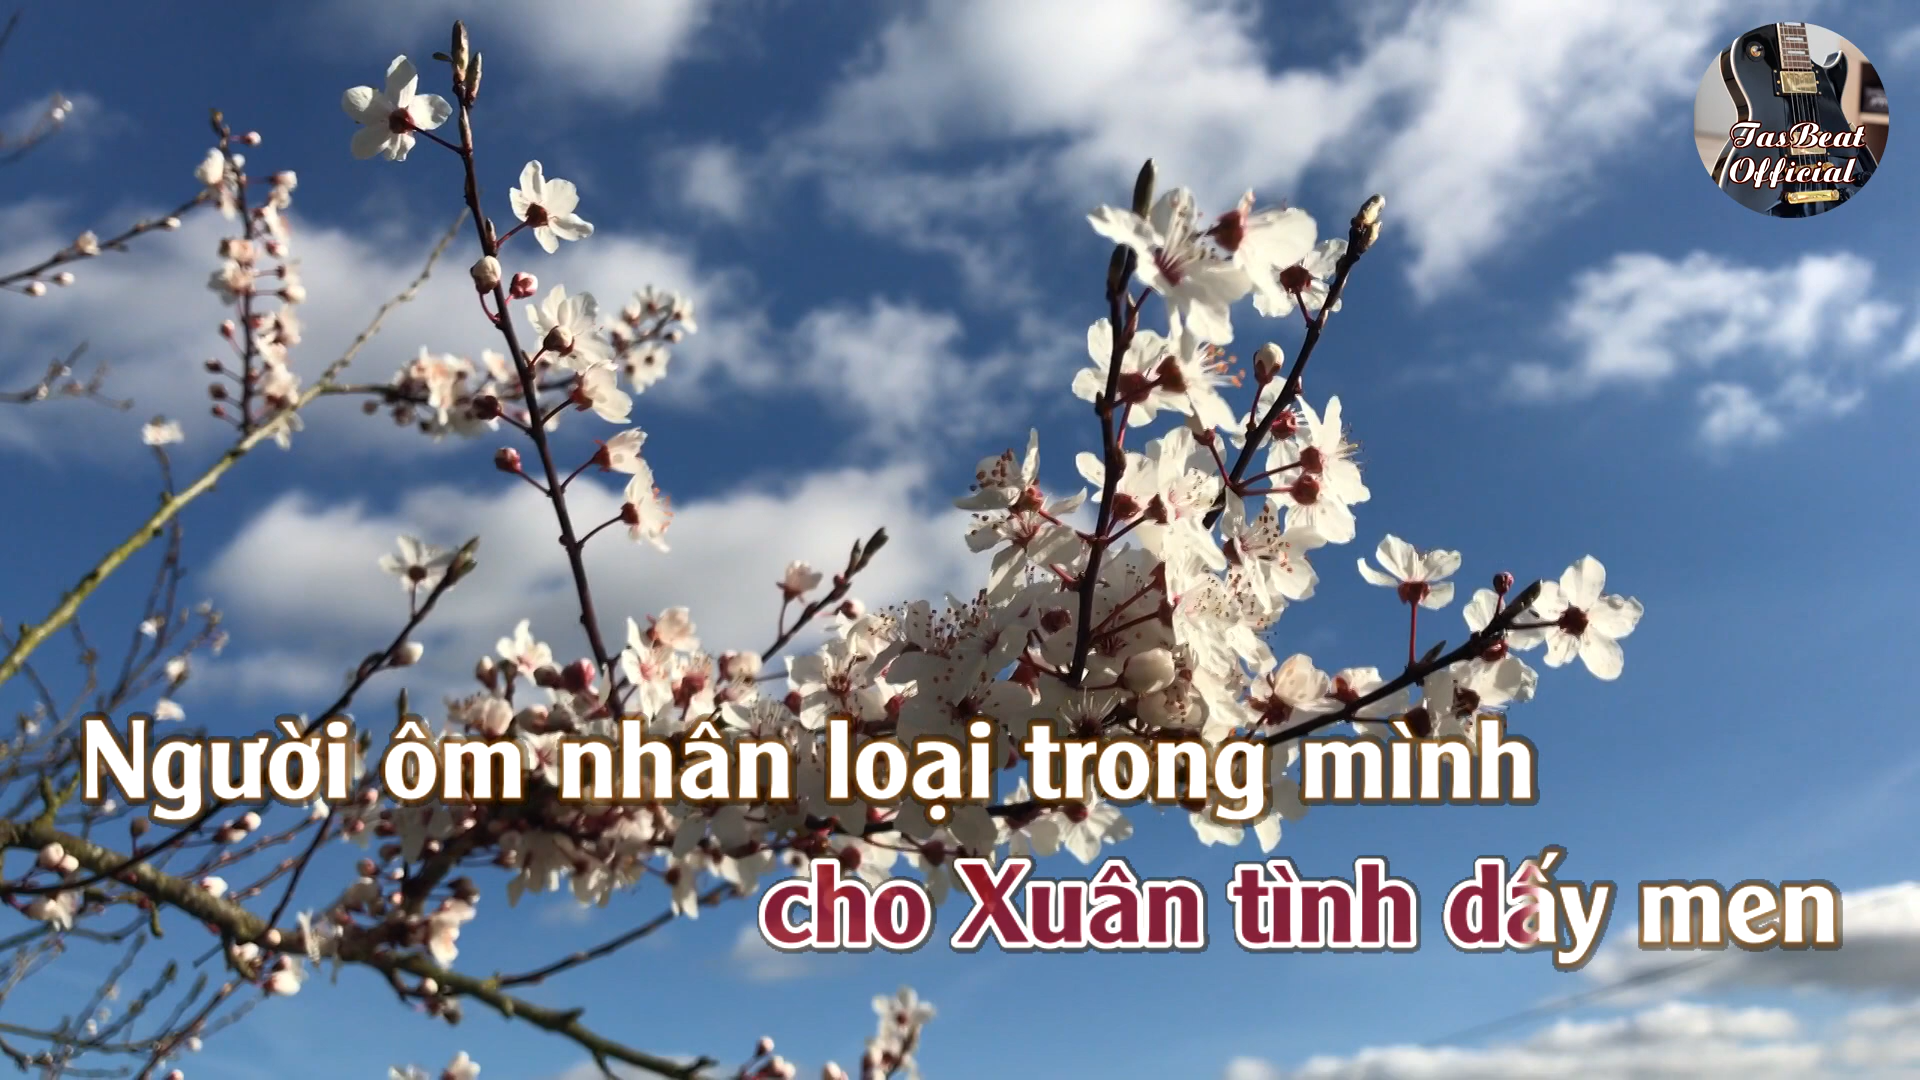 TasBeat
Official
Người ôm nhân loại trong mình
cho Xuân tình dấy men